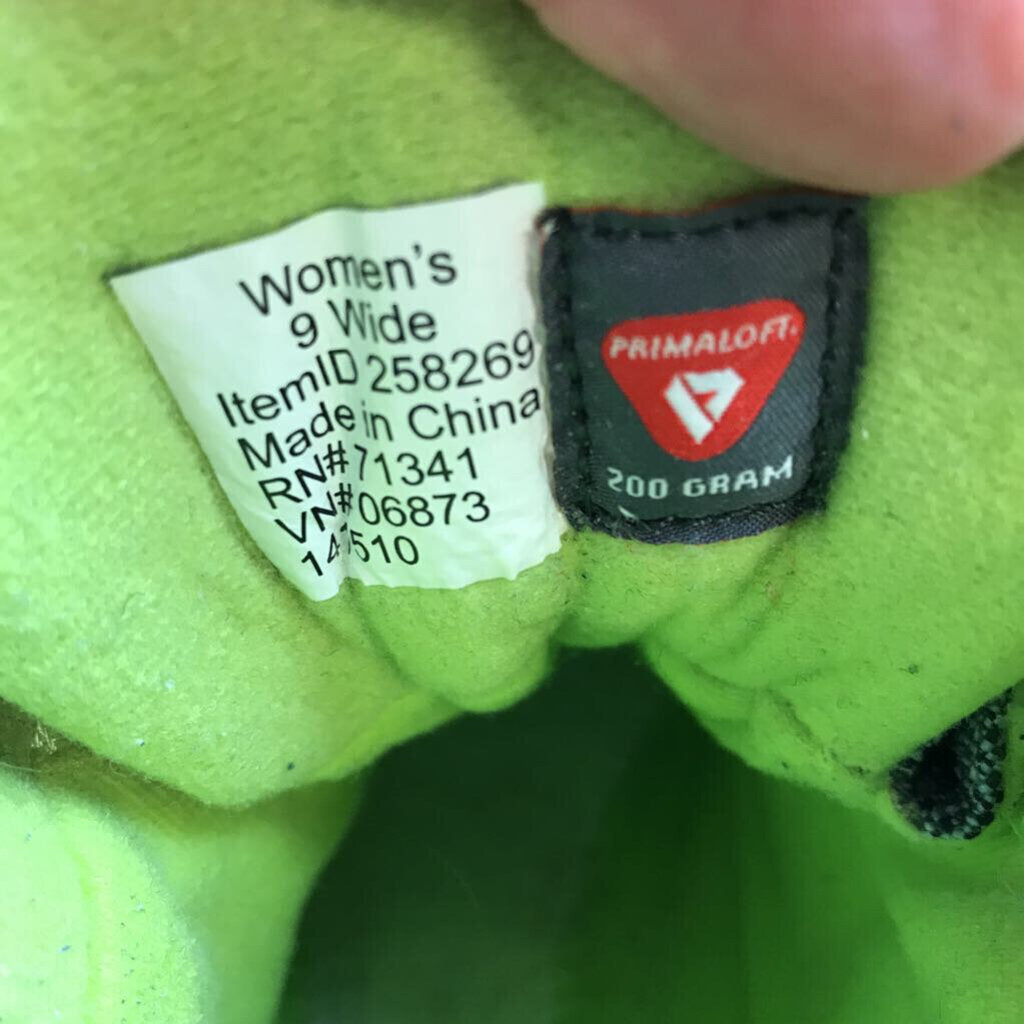 Women's
9 Wide
ItemID 258269
Made in China
RN# 71341
VN# 06873
PRIMALOFT
200 GRAM